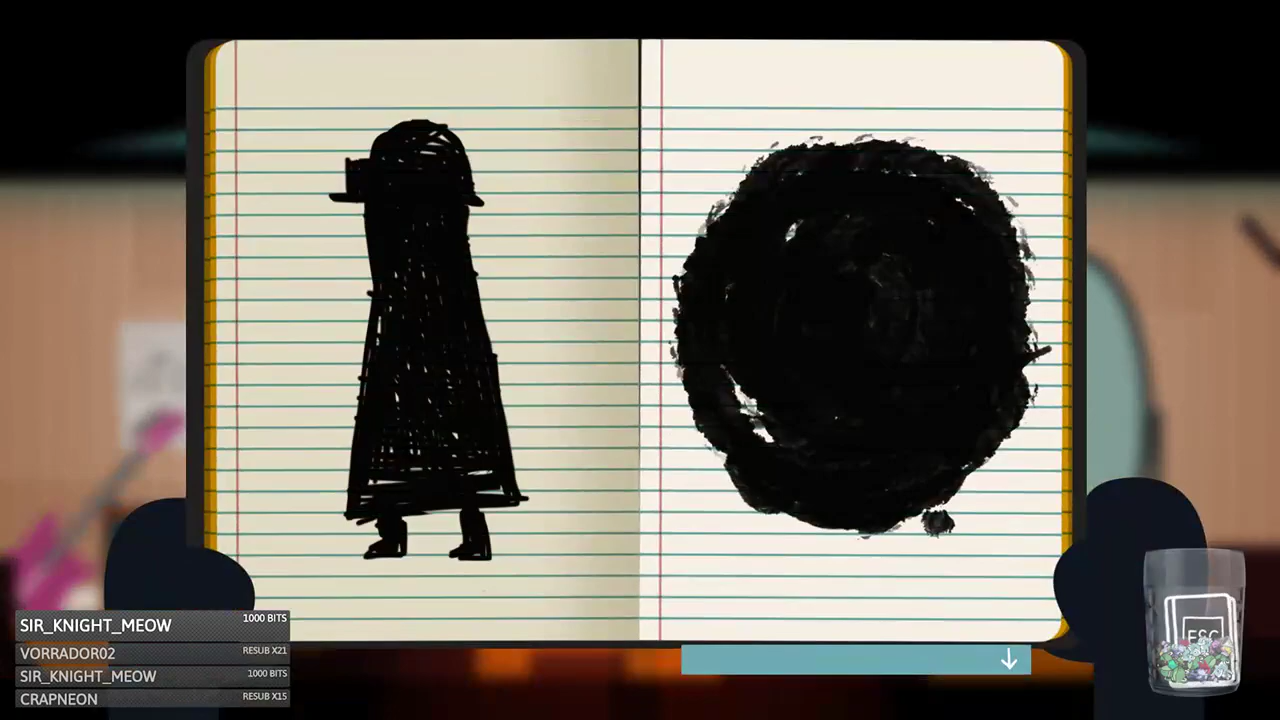 SIR_KNIGHT_MEOW 1000 BITS
VORRADOR02 RESUB X21
SIR_KNIGHT_MEOW 1000 BITS
CRAPNEON RESUB X15
ESC